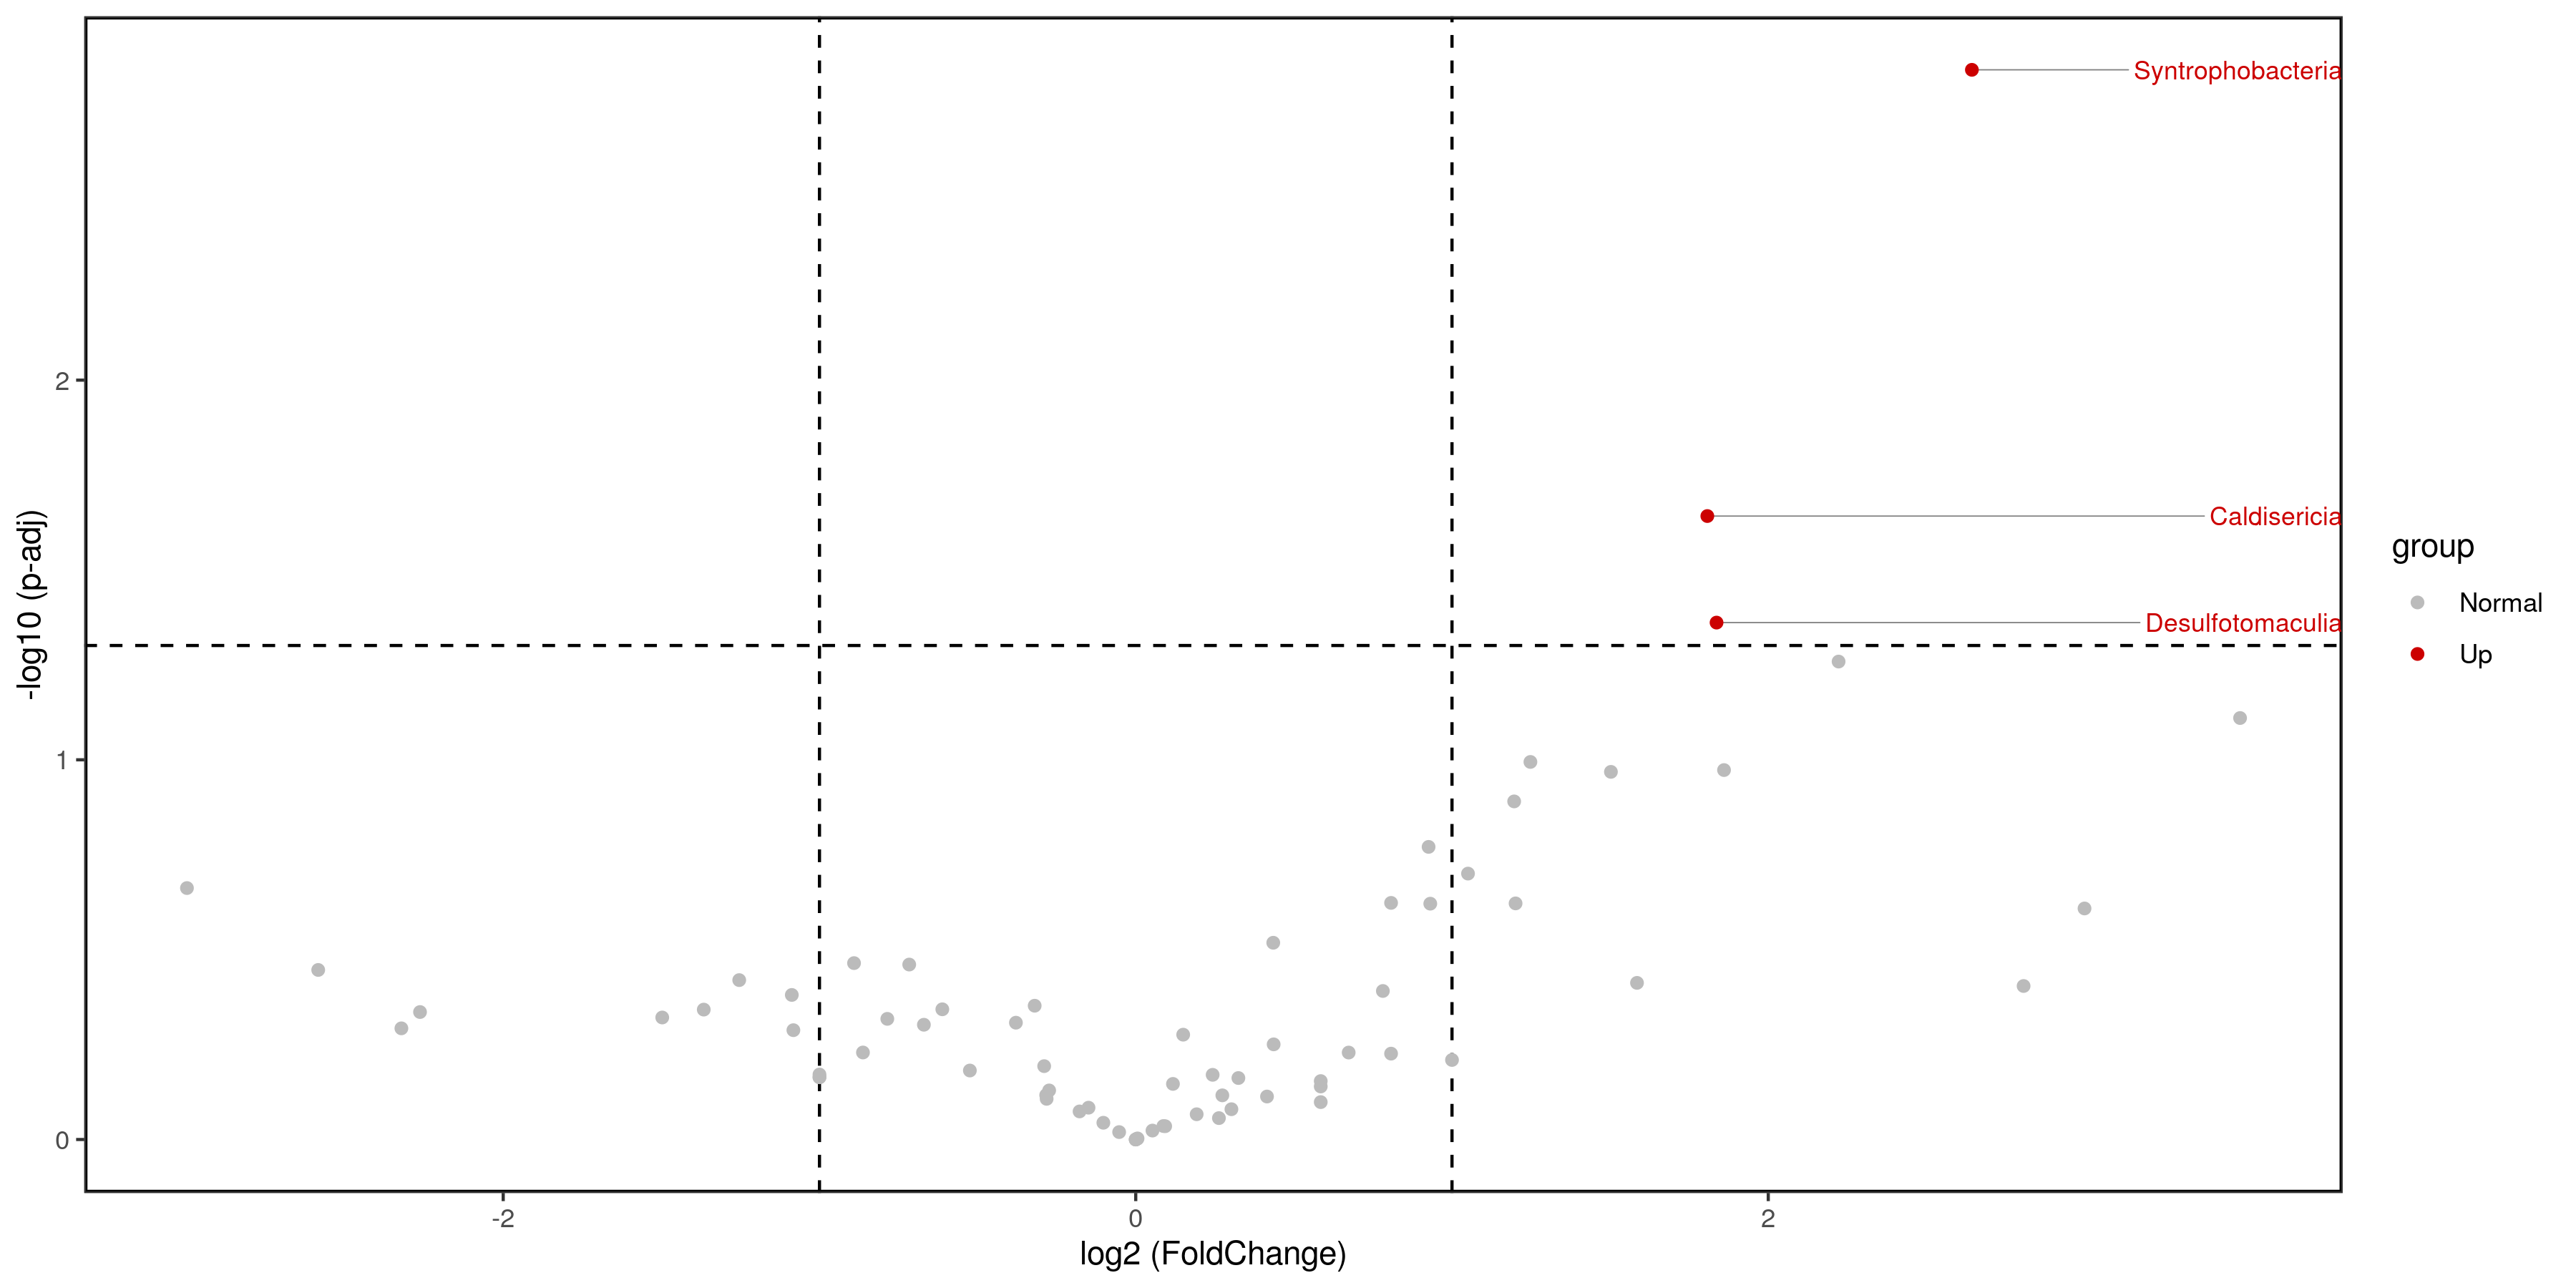 Syntrophobacteria
2
Caldisericia
Desulfotomaculia
1
0
-log10 (p-adj)
-2
0
2
log2 (FoldChange)
group
Normal
Up